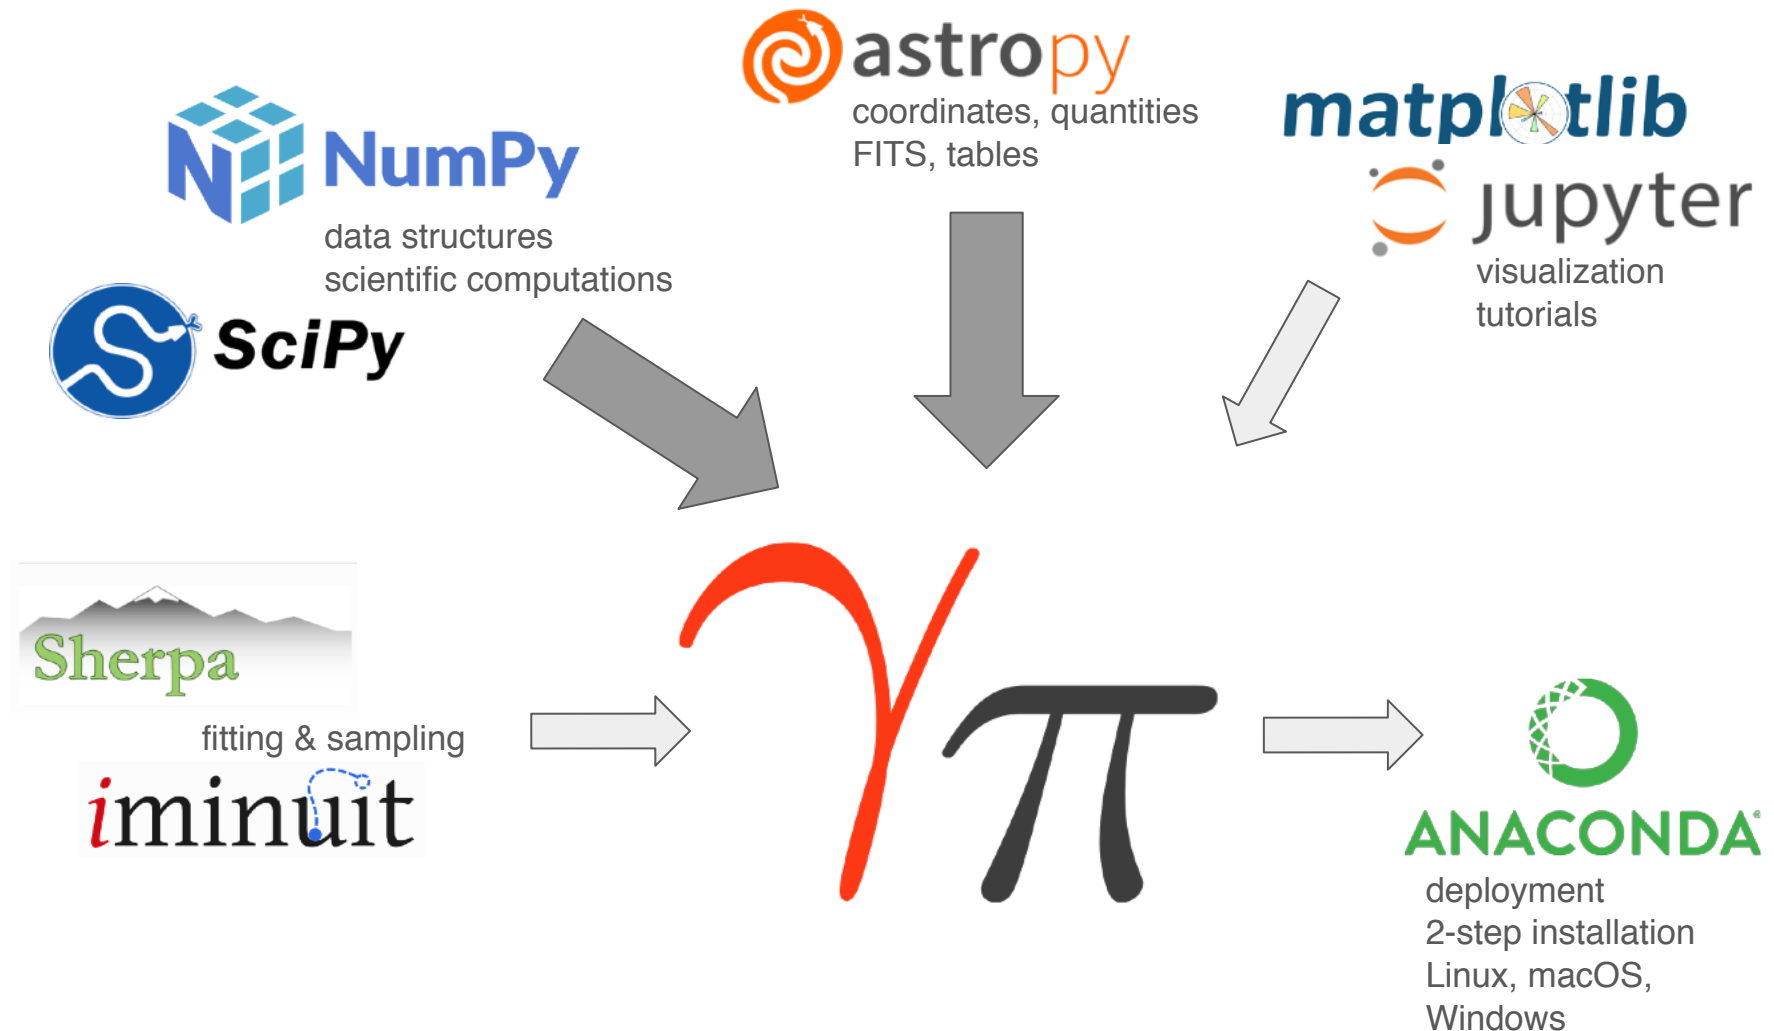 astropy
coordinates, quantities
FITS, tables
NumPy
data structures
scientific computations
SciPy
matplotlib
jupyter
visualization
tutorials
Sherpa
fitting & sampling
iminuit
γπ
ANACONDA®
deployment
2-step installation
Linux, macOS,
Windows